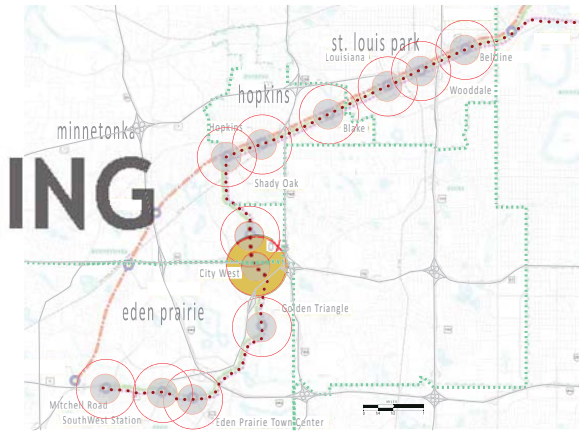 st. louis park
Louisiana
Beltline
Wooddale
hopkins
Blake
minnetonka
Hopkins
ING
Shady Oak
City West
eden prairie
Golden Triangle
Mitchell Road
SouthWest Station
Eden Prairie Town Center